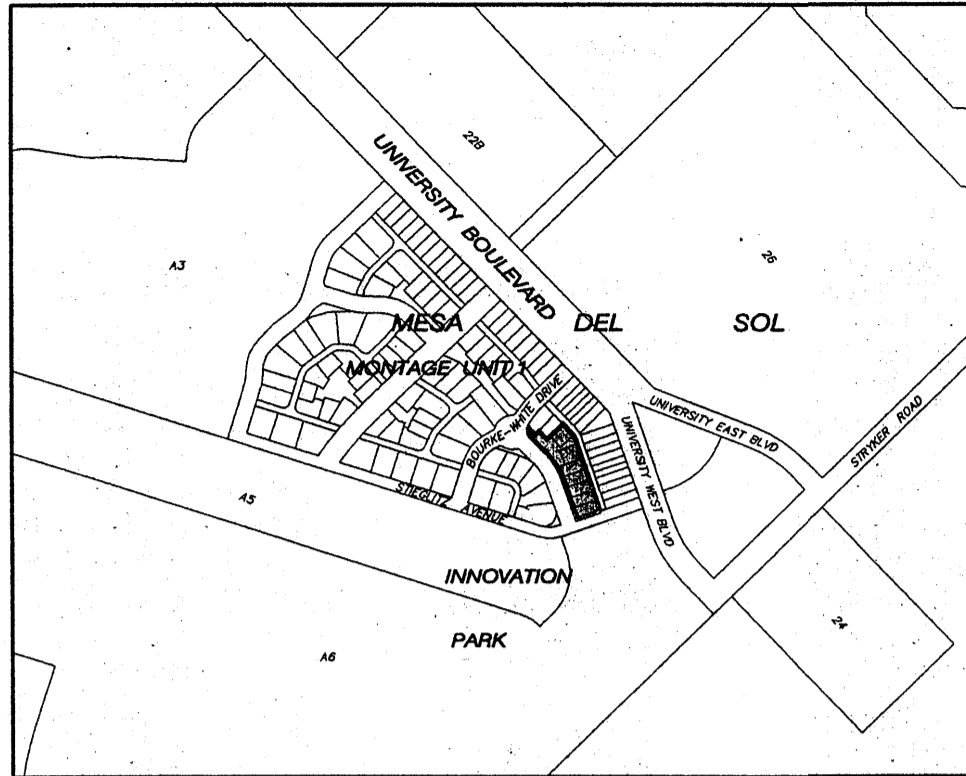 22B
UNIVERSITY BOULEVARD
26
A3
MESA DEL SOL
MONTAGE UNIT 1
BOURKE-WHITE DRIVE
UNIVERSITY EAST BLVD
UNIVERSITY WEST BLVD
STRYKER ROAD
A5
STIEGLITZ AVENUE
INNOVATION
PARK
24
A6